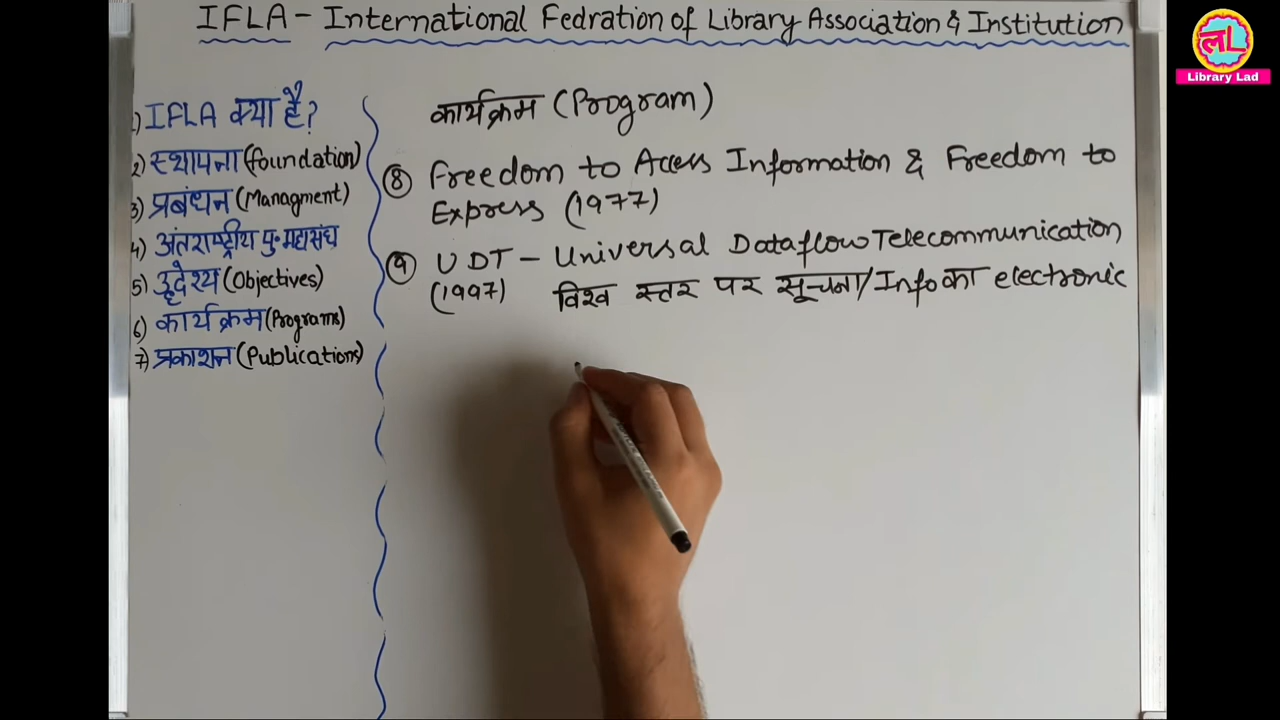 IFLA - International Fedration of Library Association & Institution
लL
Library Lad
1) IFLA क्या है?
2) स्थापना (foundation)
3) प्रबंधन (Managment)
4) अंतराष्ट्रीय पु. महासंघ
5) उद्देश्य (Objectives)
6) कार्यक्रम (Programs)
7) प्रकाशन (Publications)
कार्यक्रम (Program)
⑧ Freedom to Access Information & Freedom to
Express (1977)
⑨ UDT - Universal Dataflow Telecommunication
(1997) विश्व स्तर पर सूचना/Info का electronic